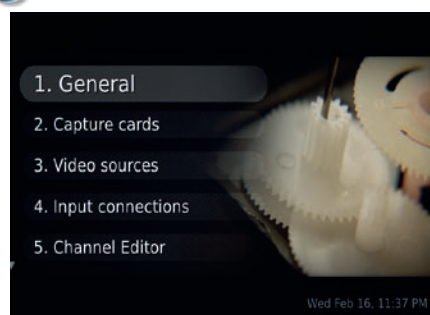 1. General
2. Capture cards
3. Video sources
4. Input connections
5. Channel Editor
Wed Feb 16, 11:37 PM